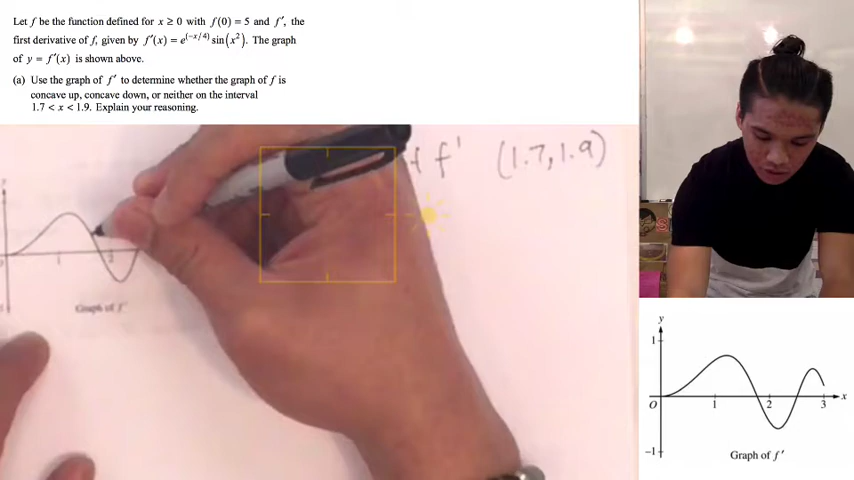 Let f be the function defined for x ≥ 0 with f(0) = 5 and f′, the
first derivative of f, given by f′(x) = e^(−x/4) sin(x²). The graph
of y = f′(x) is shown above.
(a) Use the graph of f′ to determine whether the graph of f is
concave up, concave down, or neither on the interval
1.7 < x < 1.9. Explain your reasoning.
f f′ (1.7, 1.9)
1
2
Graph of f′
y
1
O
1
2
3
x
−1
Graph of f′